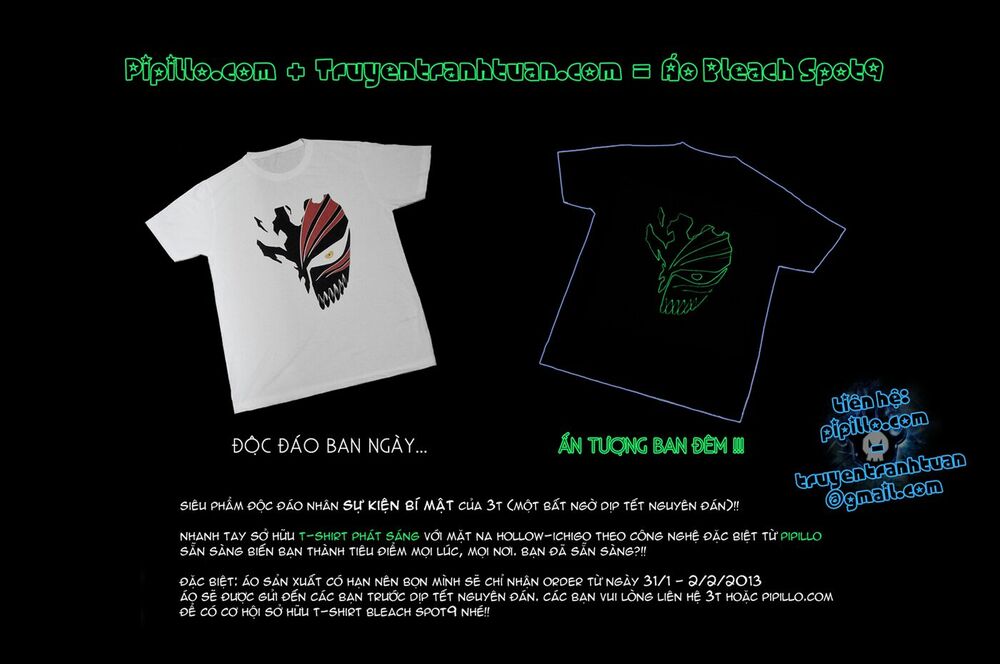 Pipillo.com + Truyentranhtuan.com = Áo Bleach Spot9
ĐỘC ĐÁO BAN NGÀY...
ẤN TƯỢNG BAN ĐÊM !!!
Liên hệ:
pipillo.com
truyentranhtuan
@gmail.com
SIÊU PHẨM ĐỘC ĐÁO NHÂN SỰ KIỆN BÍ MẬT CỦA 3T (MỘT BẤT NGỜ DỊP TẾT NGUYÊN ĐÁN)!!
NHANH TAY SỞ HỮU T-SHIRT PHÁT SÁNG VỚI MẶT NẠ HOLLOW-ICHIGO THEO CÔNG NGHỆ ĐẶC BIỆT TỪ PIPILLO
SẴN SÀNG BIẾN BẠN THÀNH TIÊU ĐIỂM MỌI LÚC, MỌI NƠI. BẠN ĐÃ SẴN SÀNG?!!
ĐẶC BIỆT: ÁO SẢN XUẤT CÓ HẠN NÊN BỌN MÌNH SẼ CHỈ NHẬN ORDER TỪ NGÀY 31/1 - 2/2/2013
ÁO SẼ ĐƯỢC GỬI ĐẾN CÁC BẠN TRƯỚC DỊP TẾT NGUYÊN ĐÁN. CÁC BẠN VUI LÒNG LIÊN HỆ 3T HOẶC PIPILLO.COM
ĐỂ CÓ CƠ HỘI SỞ HỮU T-SHIRT BLEACH SPOT9 NHÉ!!